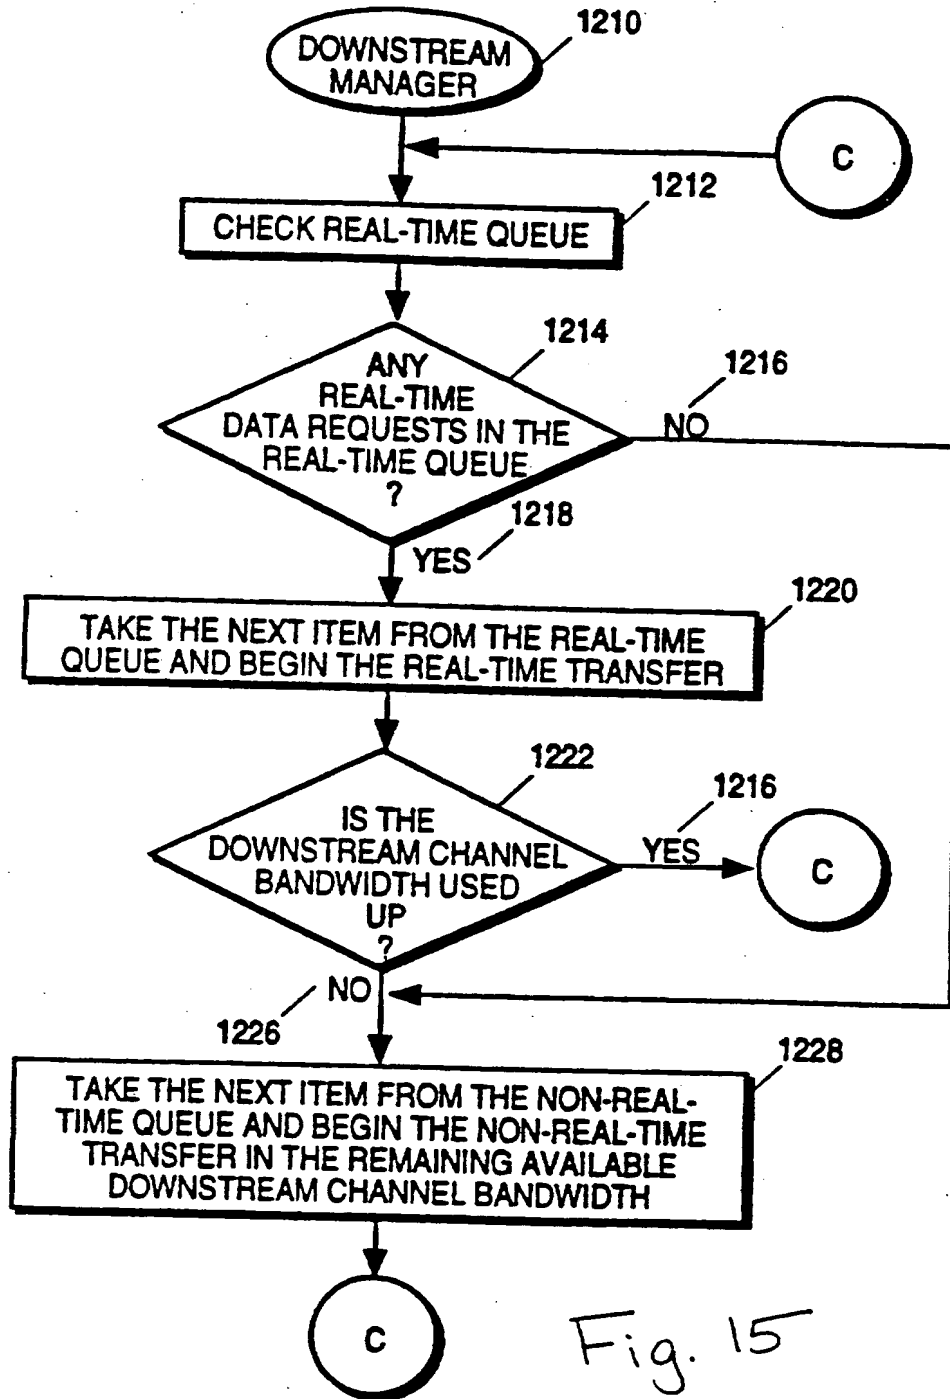 1210
DOWNSTREAM
MANAGER
C
1212
CHECK REAL-TIME QUEUE
1214
ANY
REAL-TIME
DATA REQUESTS IN THE
REAL-TIME QUEUE
?
1216
NO
1218
YES
1220
TAKE THE NEXT ITEM FROM THE REAL-TIME
QUEUE AND BEGIN THE REAL-TIME TRANSFER
1222
IS THE
DOWNSTREAM CHANNEL
BANDWIDTH USED
UP
?
1216
YES
C
NO
1226
1228
TAKE THE NEXT ITEM FROM THE NON-REAL-
TIME QUEUE AND BEGIN THE NON-REAL-TIME
TRANSFER IN THE REMAINING AVAILABLE
DOWNSTREAM CHANNEL BANDWIDTH
C
Fig. 15